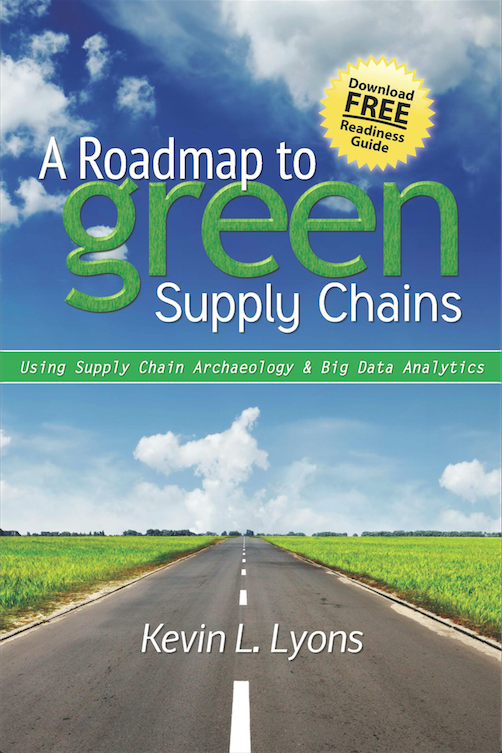 Download
FREE
Readiness
Guide
A Roadmap to
green
Supply Chains
Using Supply Chain Archaeology & Big Data Analytics
Kevin L. Lyons